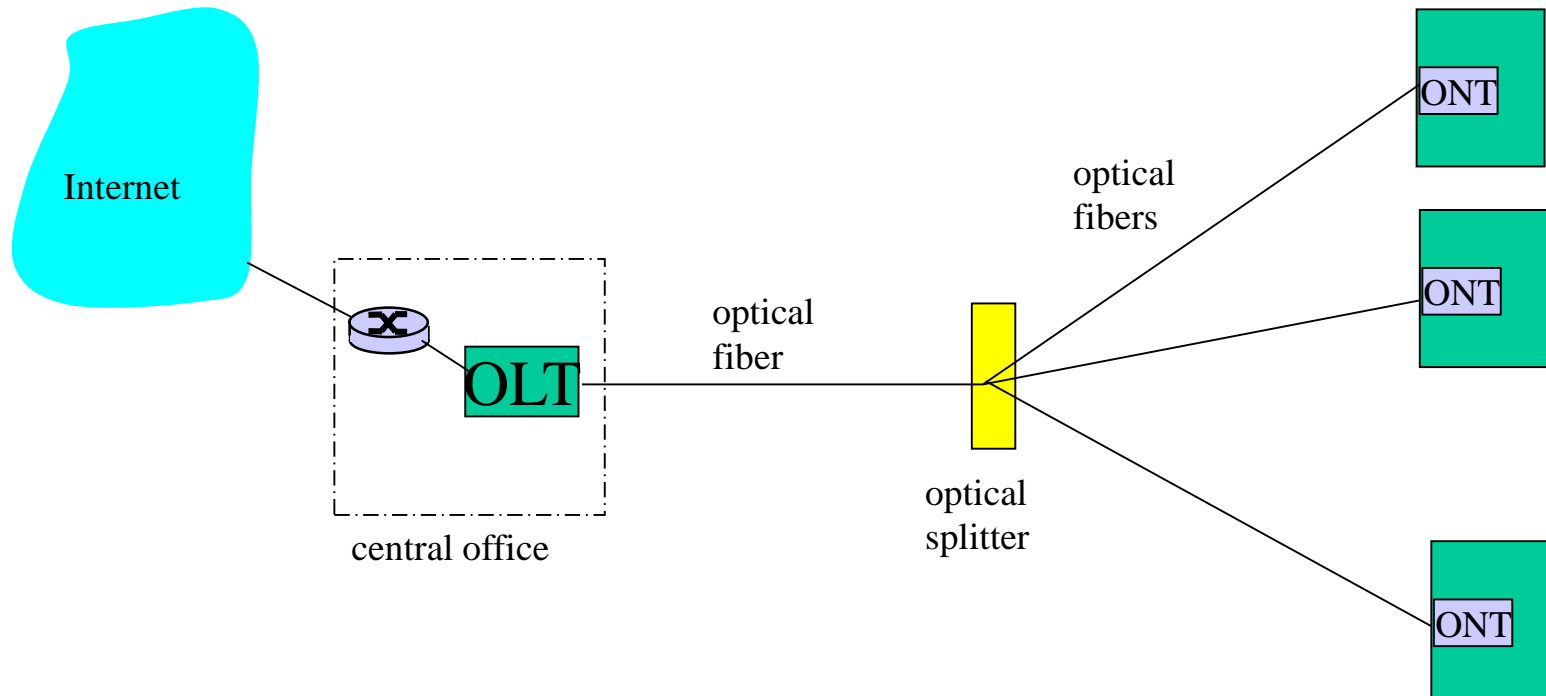 Internet
central office
OLT
optical
fiber
optical
splitter
optical
fibers
ONT
ONT
ONT